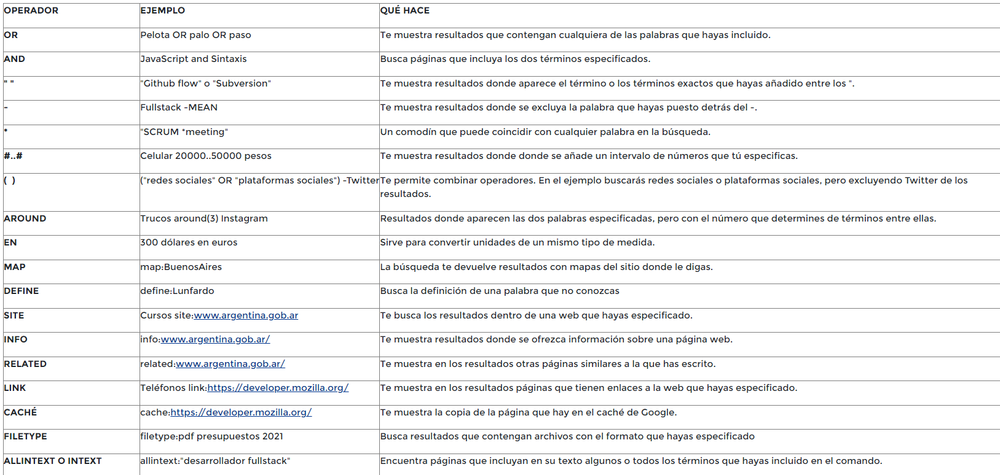 OPERADOR EJEMPLO QUÉ HACE
OR Pelota OR palo OR paso Te muestra resultados que contengan cualquiera de las palabras que hayas incluido.
AND JavaScript and Sintaxis Busca páginas que incluya los dos términos especificados.
" " "Github flow" o "Subversion" Te muestra resultados donde aparece el término o los términos exactos que hayas añadido entre los ".
- Fullstack -MEAN Te muestra resultados donde se excluya la palabra que hayas puesto detrás del -.
* "SCRUM *meeting" Un comodín que puede coincidir con cualquier palabra en la búsqueda.
#..# Celular 20000..50000 pesos Te muestra resultados donde donde se añade un intervalo de números que tú especificas.
( ) ("redes sociales" OR "plataformas sociales") -Twitter Te permite combinar operadores. En el ejemplo buscarás redes sociales o plataformas sociales, pero excluyendo Twitter de los
resultados.
AROUND Trucos around(3) Instagram Resultados donde aparecen las dos palabras especificadas, pero con el número que determines de términos entre ellas.
EN 300 dólares en euros Sirve para convertir unidades de un mismo tipo de medida.
MAP map:BuenosAires La búsqueda te devuelve resultados con mapas del sitio donde le digas.
DEFINE define:Lunfardo Busca la definición de una palabra que no conozcas
SITE Cursos site:www.argentina.gob.ar Te busca los resultados dentro de una web que hayas especificado.
INFO info:www.argentina.gob.ar/ Te muestra resultados donde se ofrezca información sobre una página web.
RELATED related:www.argentina.gob.ar/ Te muestra en los resultados otras páginas similares a la que has escrito.
LINK Teléfonos link:https://developer.mozilla.org/ Te muestra en los resultados páginas que tienen enlaces a la web que hayas especificado.
CACHÉ cache:https://developer.mozilla.org/ Te muestra la copia de la página que hay en el caché de Google.
FILETYPE filetype:pdf presupuestos 2021 Busca resultados que contengan archivos con el formato que hayas especificado
ALLINTEXT O INTEXT allintext:"desarrollador fullstack" Encuentra páginas que incluyan en su texto algunos o todos los términos que hayas incluido en el comando.